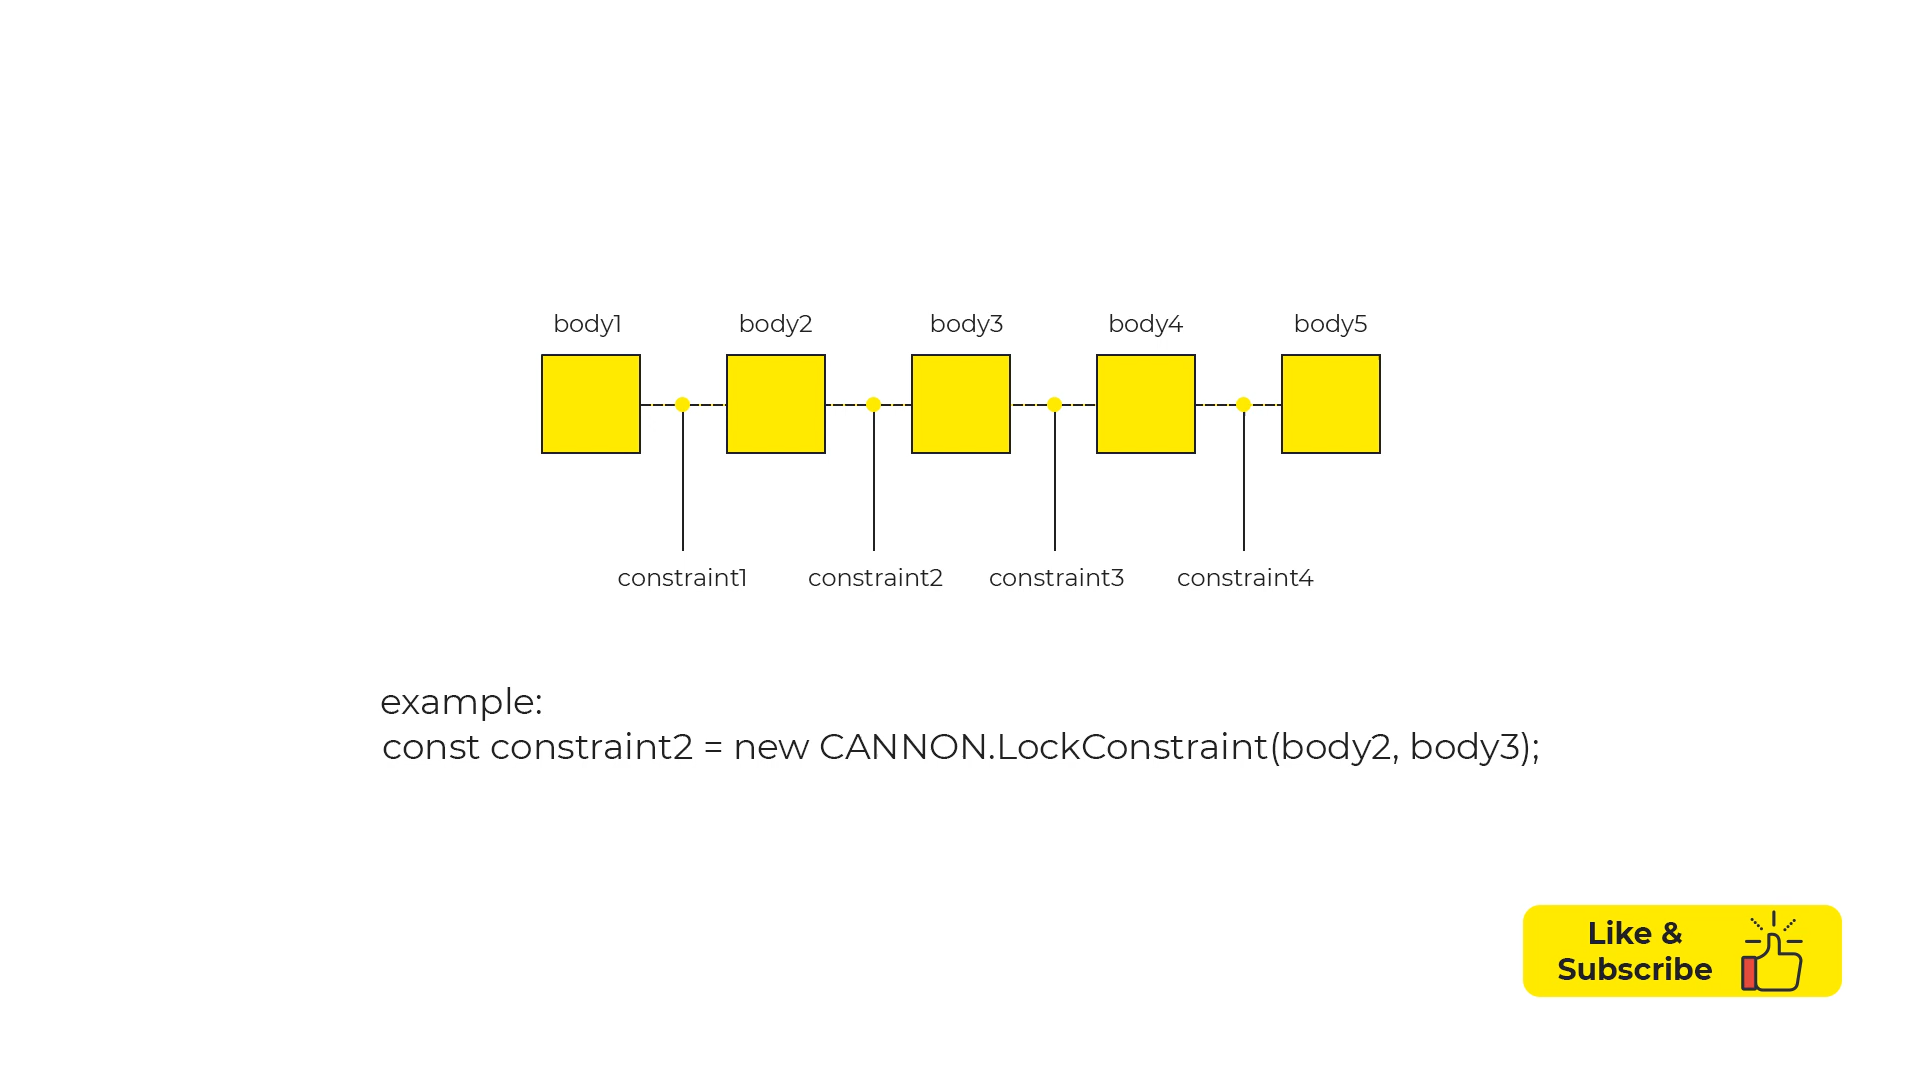 body1 body2 body3 body4 body5
constraint1 constraint2 constraint3 constraint4
example:
const constraint2 = new CANNON.LockConstraint(body2, body3);
Like &
Subscribe